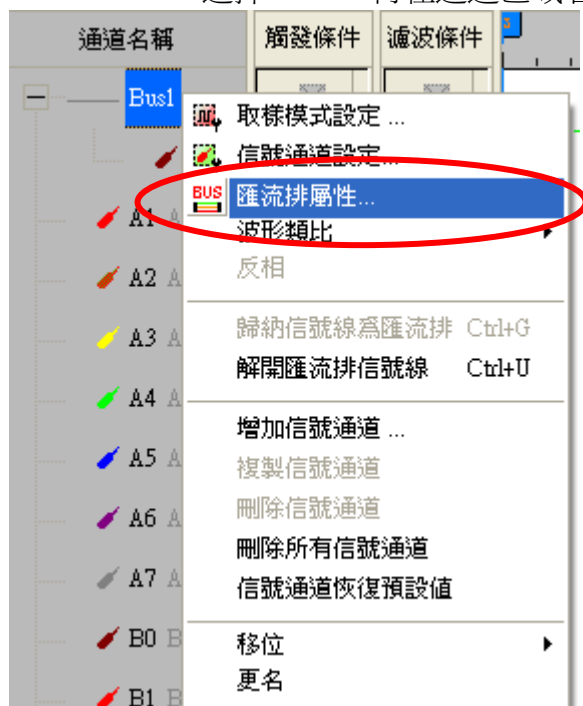 通道名稱 觸發條件 濾波條件
Bus1
取樣模式設定 ...
信號通道設定...
BUS 匯流排屬性...
A1 A
波形類比
反相
A2 A
A3 A
歸納信號線為匯流排 Ctrl+G
解開匯流排信號線 Ctrl+U
A4 A
增加信號通道 ...
A5 A
複製信號通道
A6 A
刪除信號通道
刪除所有信號通道
A7 A
信號通道恢復預設值
B0 B
移位
更名
B1 B